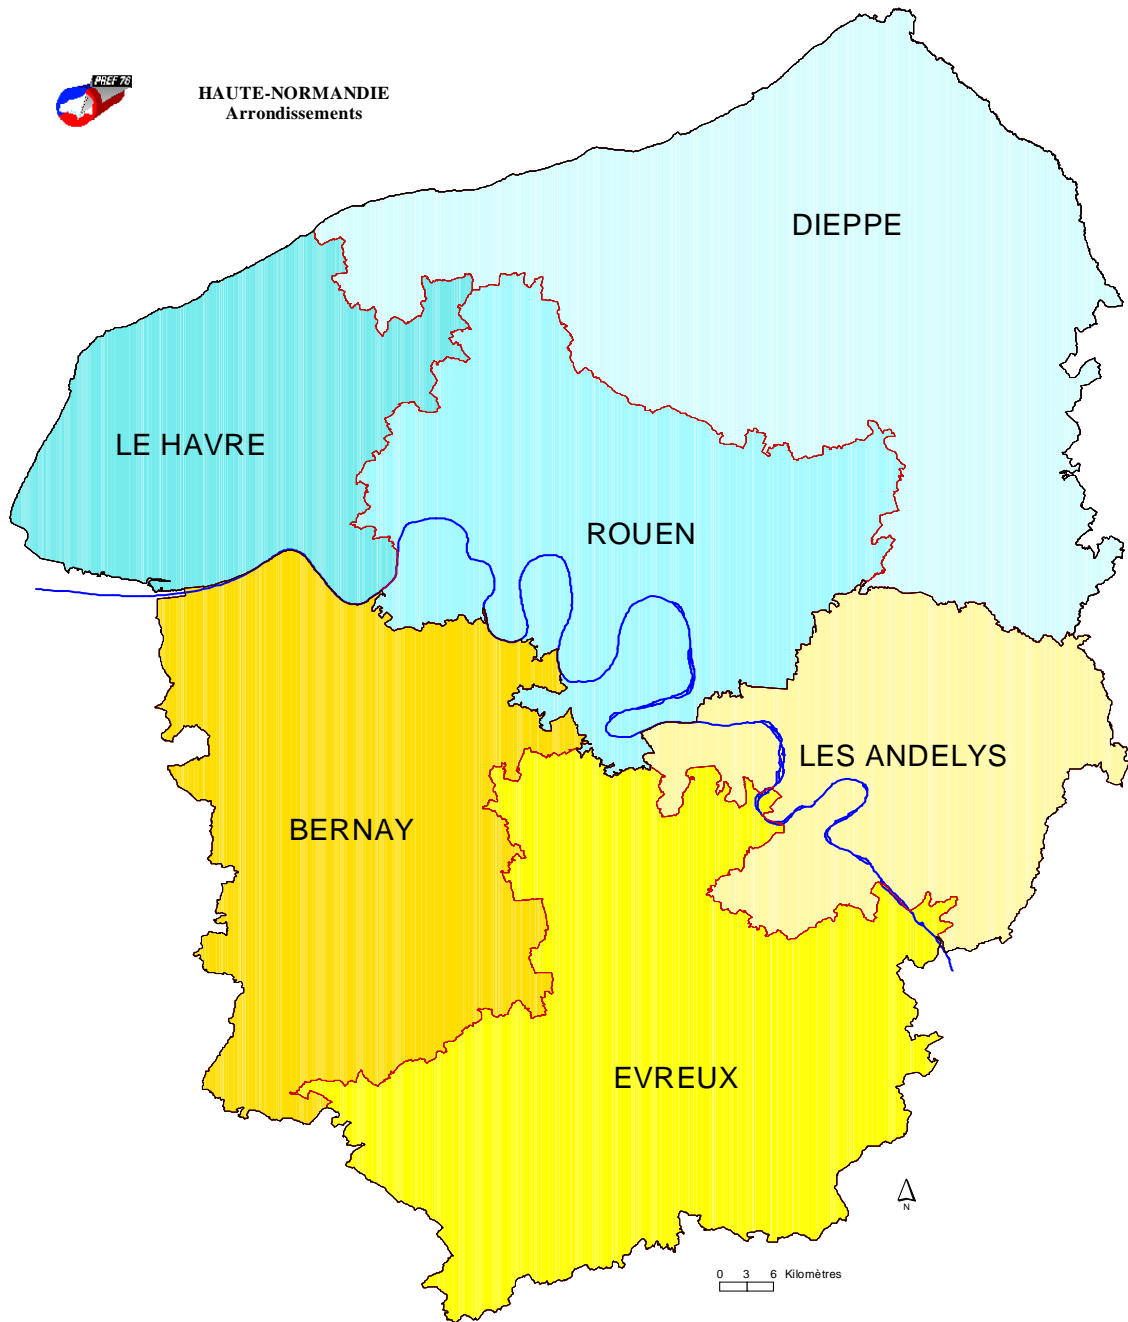 PREF 76
HAUTE-NORMANDIE
Arrondissements
DIEPPE
LE HAVRE
ROUEN
LES ANDELYS
BERNAY
EVREUX
N
0 3 6 Kilomètres